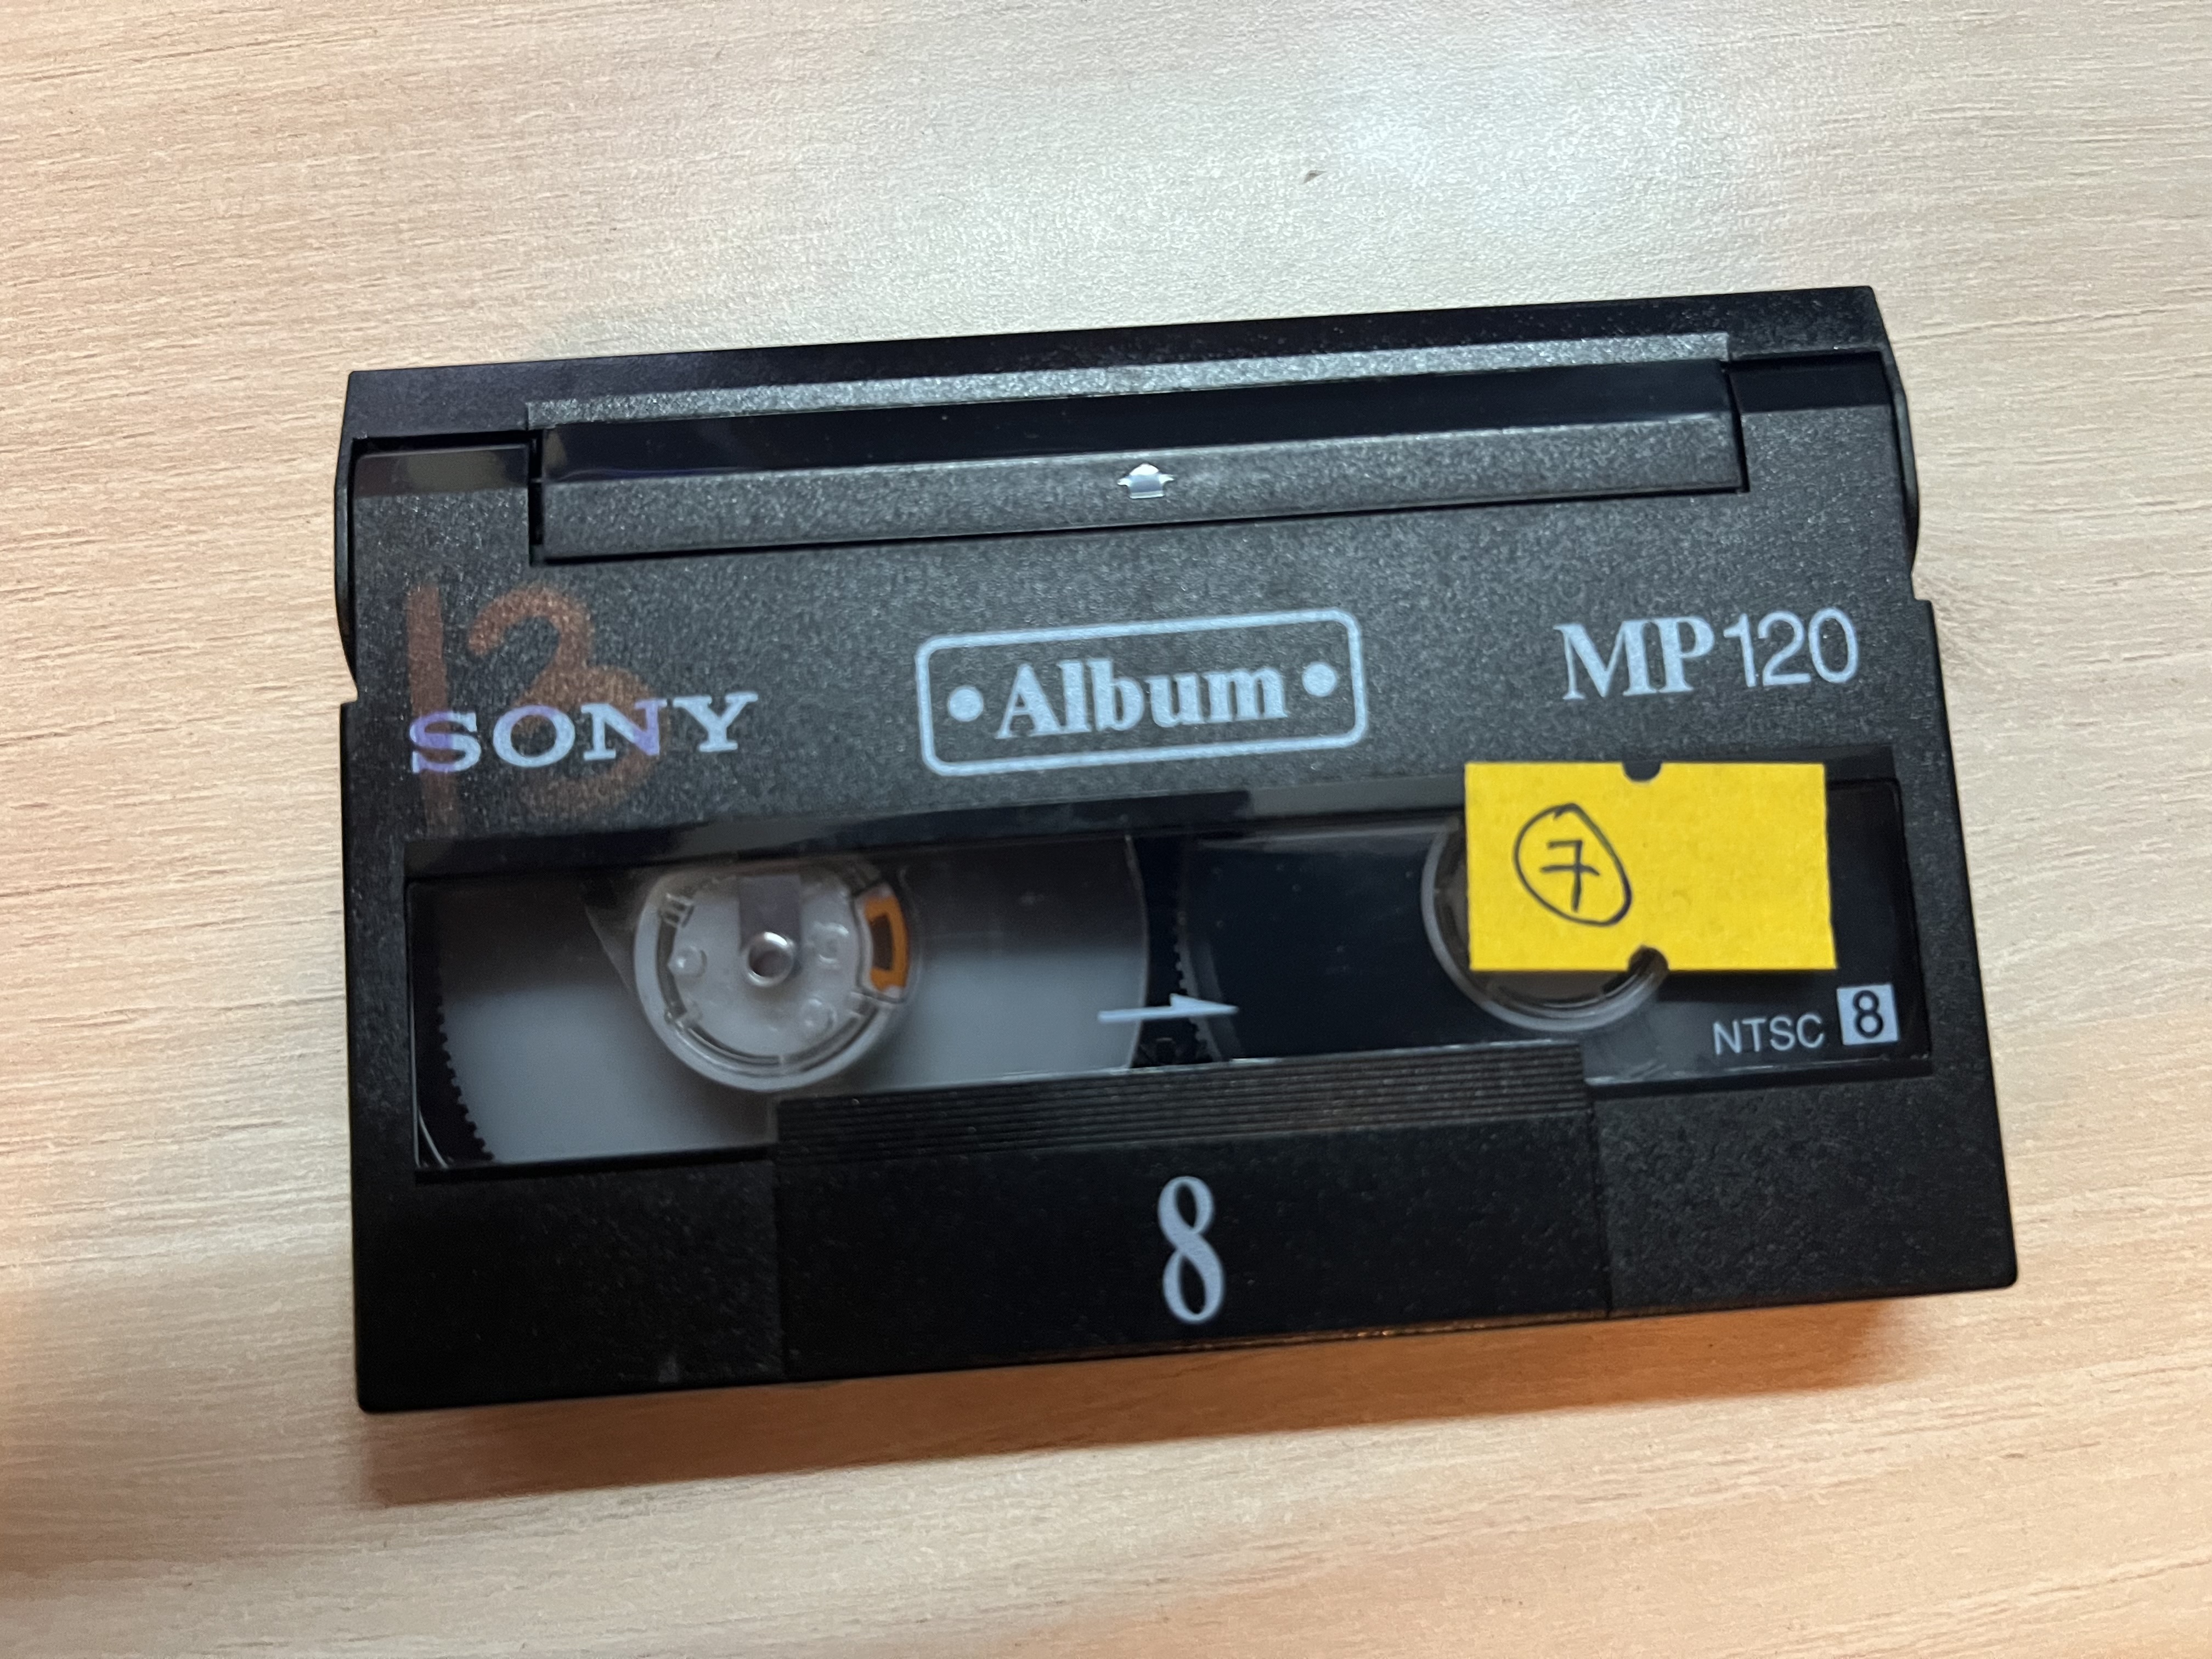 13
SONY
• Album •
MP120
7
NTSC 8
8